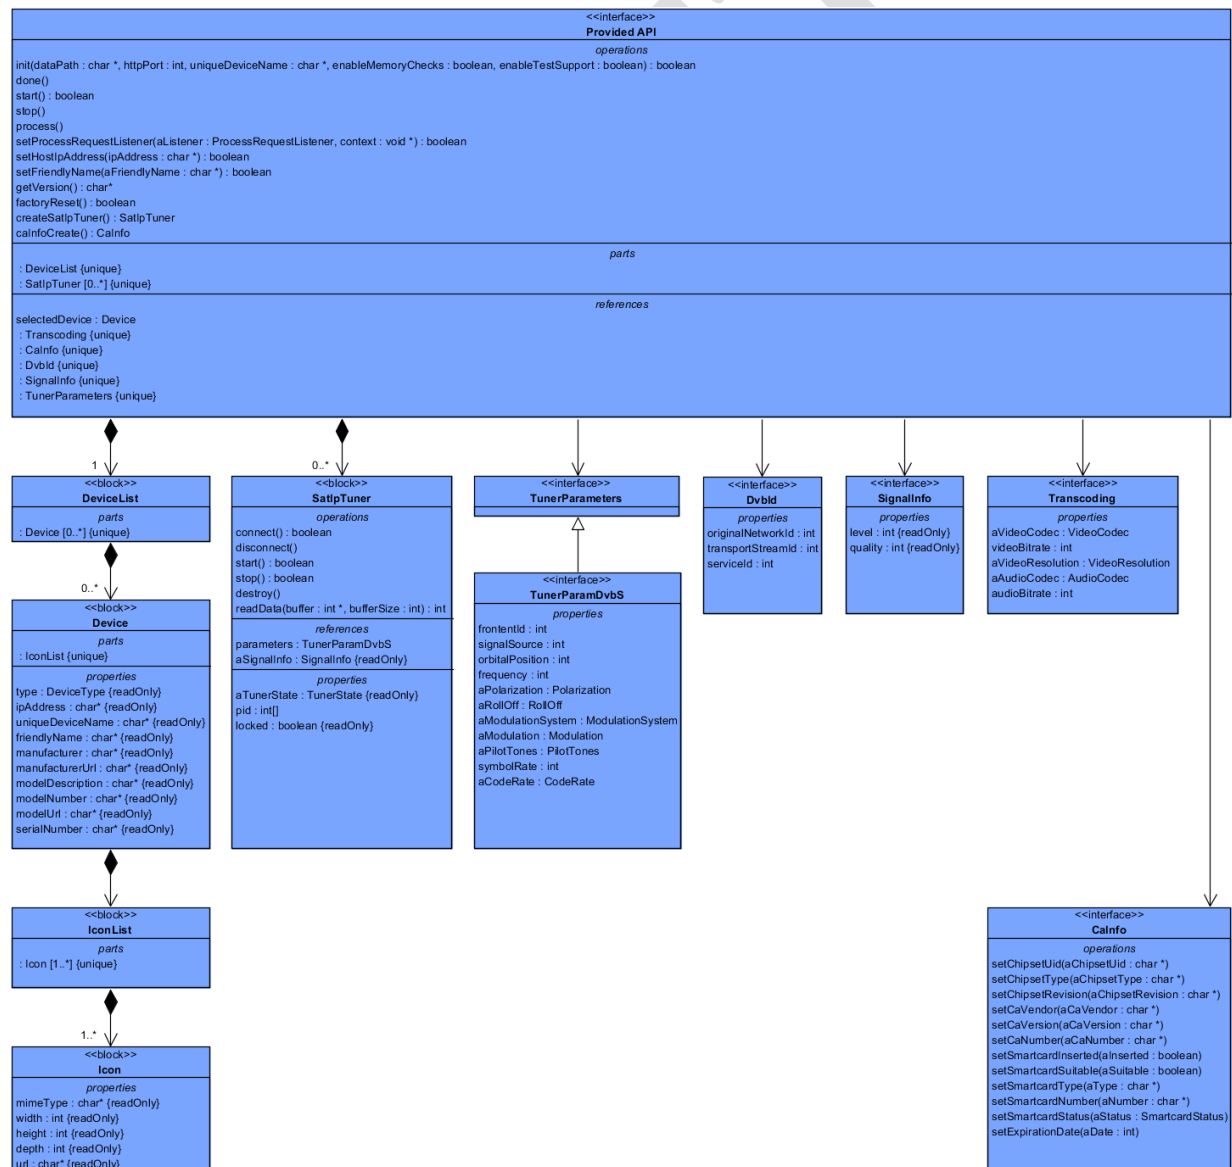 <<interface>>
Provided API
operations
init(dataPath : char *, httpPort : int, uniqueDeviceName : char *, enableMemoryChecks : boolean, enableTestSupport : boolean) : boolean
done()
start() : boolean
stop()
process()
setProcessRequestListener(aListener : ProcessRequestListener, context : void *) : boolean
setHostIpAddress(ipAddress : char *) : boolean
setFriendlyName(aFriendlyName : char *) : boolean
getVersion() : char*
factoryReset() : boolean
createSatIpTuner() : SatIpTuner
caInfoCreate() : CaInfo
parts
: DeviceList {unique}
: SatIpTuner [0..*] {unique}
references
selectedDevice : Device
: Transcoding {unique}
: CaInfo {unique}
: DvbId {unique}
: SignalInfo {unique}
: TunerParameters {unique}
1
<<block>>
DeviceList
parts
: Device [0..*] {unique}
0..*
<<block>>
Device
parts
: IconList {unique}
properties
type : DeviceType {readOnly}
ipAddress : char* {readOnly}
uniqueDeviceName : char* {readOnly}
friendlyName : char* {readOnly}
manufacturer : char* {readOnly}
manufacturerUrl : char* {readOnly}
modelDescription : char* {readOnly}
modelNumber : char* {readOnly}
modelUrl : char* {readOnly}
serialNumber : char* {readOnly}
<<block>>
IconList
parts
: Icon [1..*] {unique}
1..*
<<block>>
Icon
properties
mimeType : char* {readOnly}
width : int {readOnly}
height : int {readOnly}
depth : int {readOnly}
url : char* {readOnly}
0..*
<<block>>
SatIpTuner
operations
connect() : boolean
disconnect()
start() : boolean
stop() : boolean
destroy()
readData(buffer : int *, bufferSize : int) : int
references
parameters : TunerParamDvbS
aSignalInfo : SignalInfo {readOnly}
properties
aTunerState : TunerState {readOnly}
pid : int[]
locked : boolean {readOnly}
<<interface>>
TunerParameters
<<interface>>
TunerParamDvbS
properties
frontentId : int
signalSource : int
orbitalPosition : int
frequency : int
aPolarization : Polarization
aRollOff : RollOff
aModulationSystem : ModulationSystem
aModulation : Modulation
aPilotTones : PilotTones
symbolRate : int
aCodeRate : CodeRate
<<interface>>
DvbId
properties
originalNetworkId : int
transportStreamId : int
serviceId : int
<<interface>>
SignalInfo
properties
level : int {readOnly}
quality : int {readOnly}
<<interface>>
Transcoding
properties
aVideoCodec : VideoCodec
videoBitrate : int
aVideoResolution : VideoResolution
aAudioCodec : AudioCodec
audioBitrate : int
<<interface>>
CaInfo
operations
setChipsetUid(aChipsetUid : char *)
setChipsetType(aChipsetType : char *)
setChipsetRevision(aChipsetRevision : char *)
setCaVendor(aCaVendor : char *)
setCaVersion(aCaVersion : char *)
setCaNumber(aCaNumber : char *)
setSmartcardInserted(aInserted : boolean)
setSmartcardSuitable(aSuitable : boolean)
setSmartcardType(aType : char *)
setSmartcardNumber(aNumber : char *)
setSmartcardStatus(aStatus : SmartcardStatus)
setExpirationDate(aDate : int)